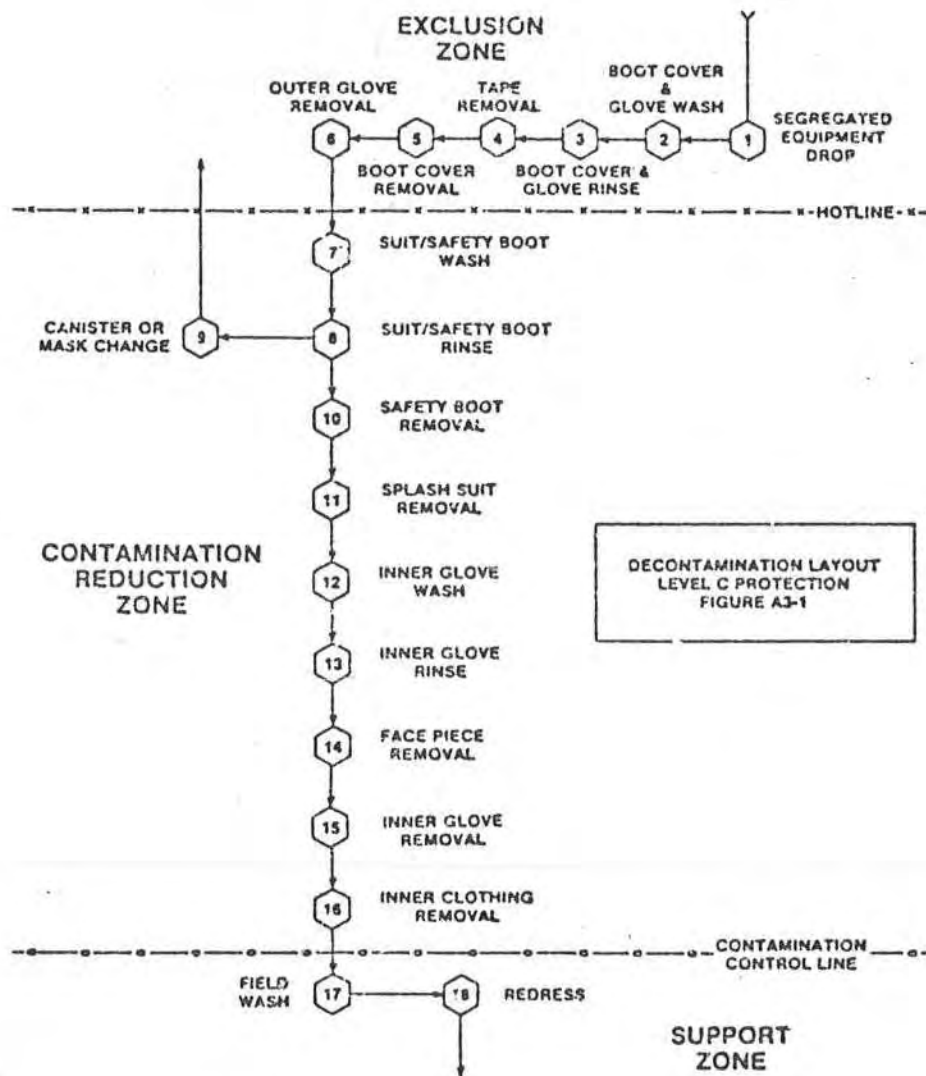 EXCLUSION
ZONE
OUTER GLOVE
REMOVAL
TAPE
REMOVAL
BOOT COVER
&
GLOVE WASH
6
5
4
3
2
1
SEGREGATED
EQUIPMENT
DROP
BOOT COVER
REMOVAL
BOOT COVER &
GLOVE RINSE
HOTLINE
7
SUIT/SAFETY BOOT
WASH
CANISTER OR
MASK CHANGE
9
8
SUIT/SAFETY BOOT
RINSE
10
SAFETY BOOT
REMOVAL
11
SPLASH SUIT
REMOVAL
CONTAMINATION
REDUCTION
ZONE
12
INNER GLOVE
WASH
DECONTAMINATION LAYOUT
LEVEL C PROTECTION
FIGURE A3-1
13
INNER GLOVE
RINSE
14
FACE PIECE
REMOVAL
15
INNER GLOVE
REMOVAL
16
INNER CLOTHING
REMOVAL
CONTAMINATION
CONTROL LINE
FIELD
WASH
17
18
REDRESS
SUPPORT
ZONE